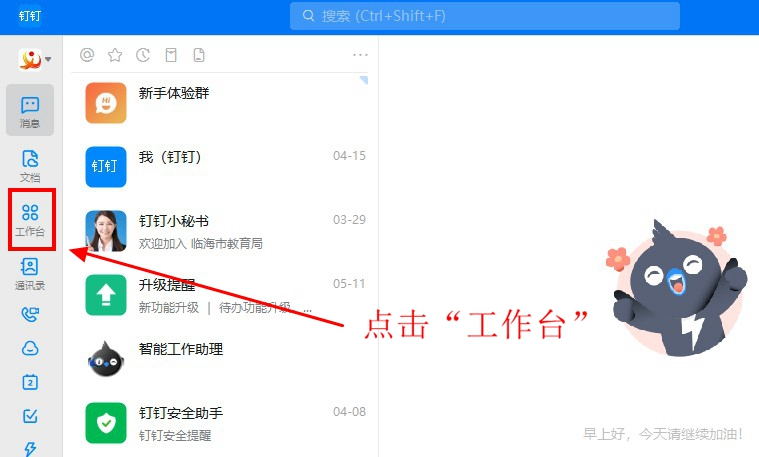 钉钉
搜索 (Ctrl+Shift+F)
消息
文档
工作台
通讯录
2
新手体验群
HI
钉钉
我（钉钉）
04-15
钉钉小秘书
03-29
欢迎加入 临海市教育局
升级提醒
05-11
新功能升级 | 待办功能升级、...
智能工作助理
钉钉安全助手
04-08
钉钉安全提醒
点击“工作台”
早上好，今天请继续加油!